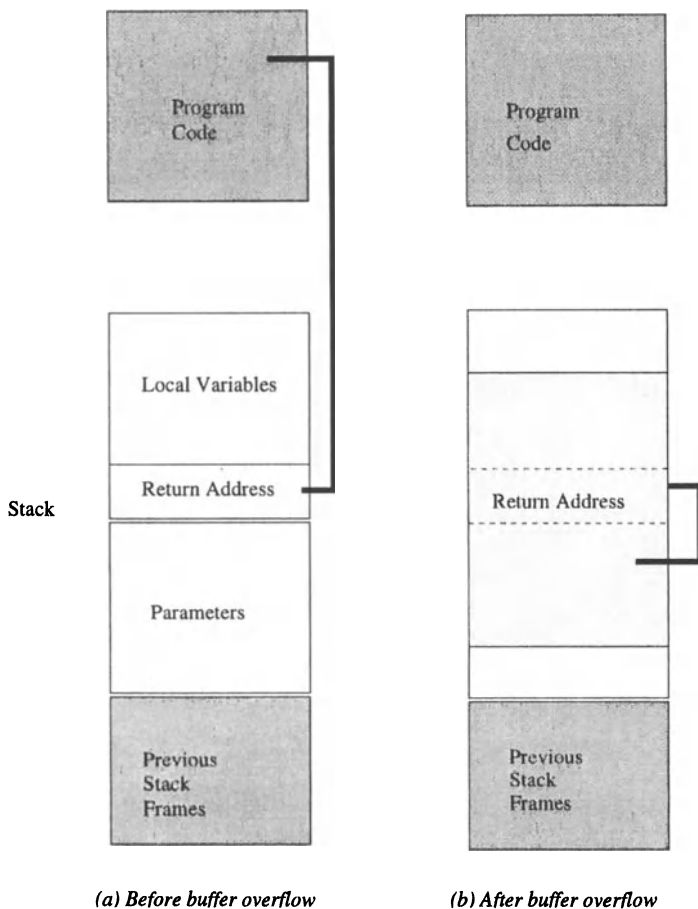 Program
Code
Program
Code
Local Variables
Return Address
Stack
Return Address
Parameters
Previous
Stack
Frames
Previous
Stack
Frames
(a) Before buffer overflow
(b) After buffer overflow